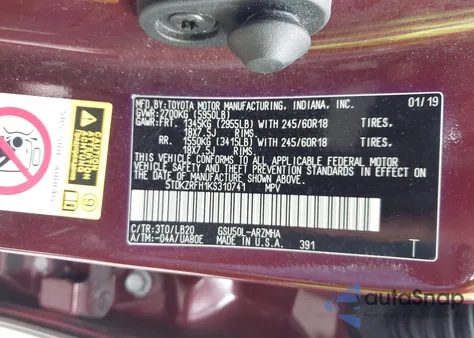 MFD.BY:TOYOTA MOTOR MANUFACTURING, INDIANA, INC. 01/19
GVWR:2700KG (5950LB)
GAWR:FRT. 1345KG (2965LB) WITH 245/60R18 TIRES.
18X7.5J RIMS.
RR. 1550KG (3415LB) WITH 245/60R18 TIRES.
18X7.5J RIMS.
THIS VEHICLE CONFORMS TO ALL APPLICABLE FEDERAL MOTOR
VEHICLE SAFETY AND THEFT PREVENTION STANDARDS IN EFFECT
ON THE DATE OF MANUFACTURE SHOWN ABOVE.
5TDKZRFH1KS310741 MPV
C/TR:3T0/LB20 GSU50L-ARZMHA
A/TM:-04A/UA80E MADE IN U.S.A. 391
T
CAUTION
autoSnap